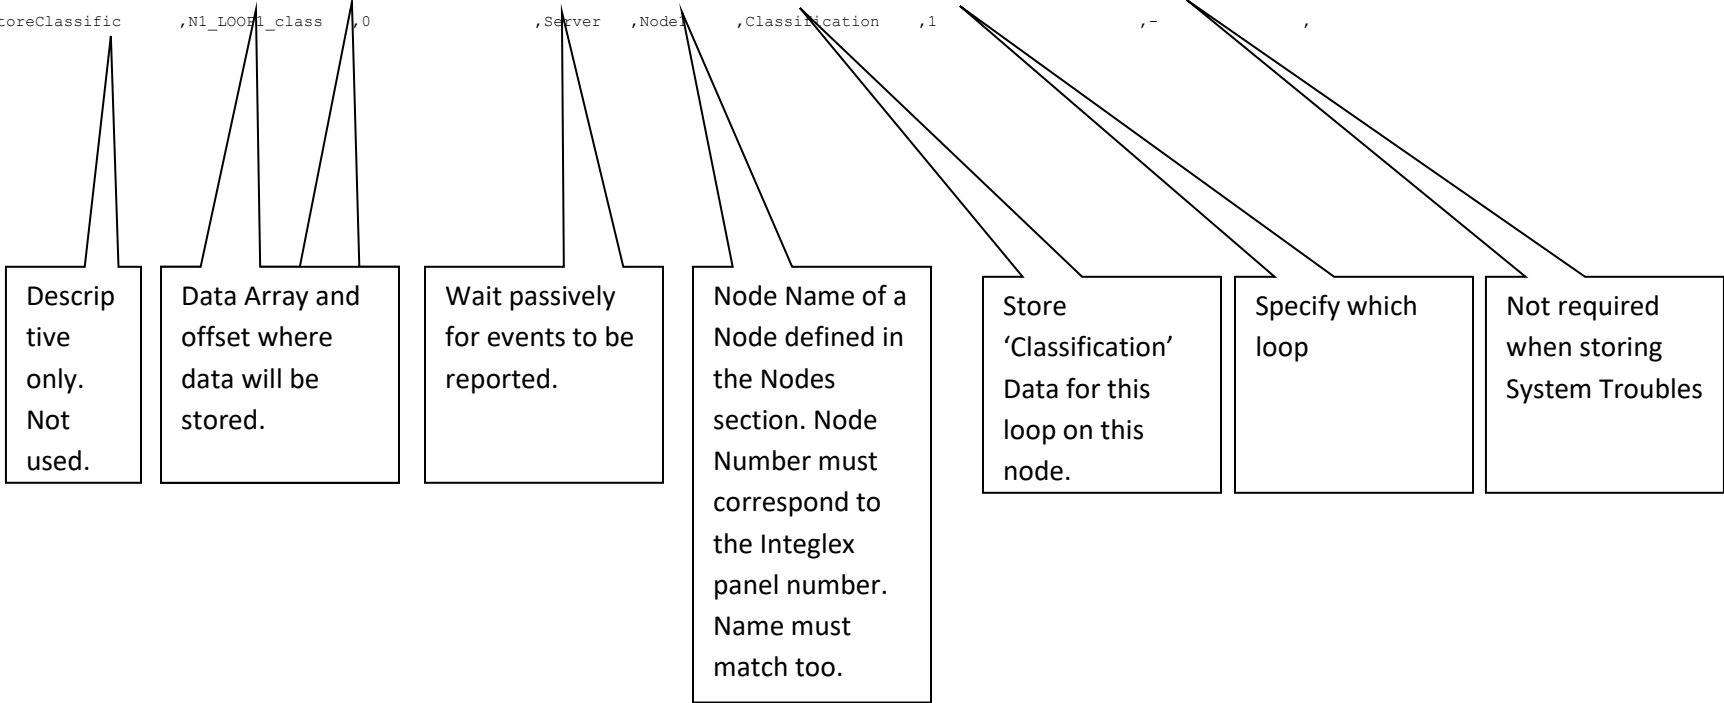 toreClassific ,N1_LOOP1_class ,0 ,Server ,Node1 ,Classification ,1 ,- ,
Descrip
tive
only.
Not
used.
Data Array and
offset where
data will be
stored.
Wait passively
for events to be
reported.
Node Name of a
Node defined in
the Nodes
section. Node
Number must
correspond to
the Integlex
panel number.
Name must
match too.
Store
‘Classification’
Data for this
loop on this
node.
Specify which
loop
Not required
when storing
System Troubles